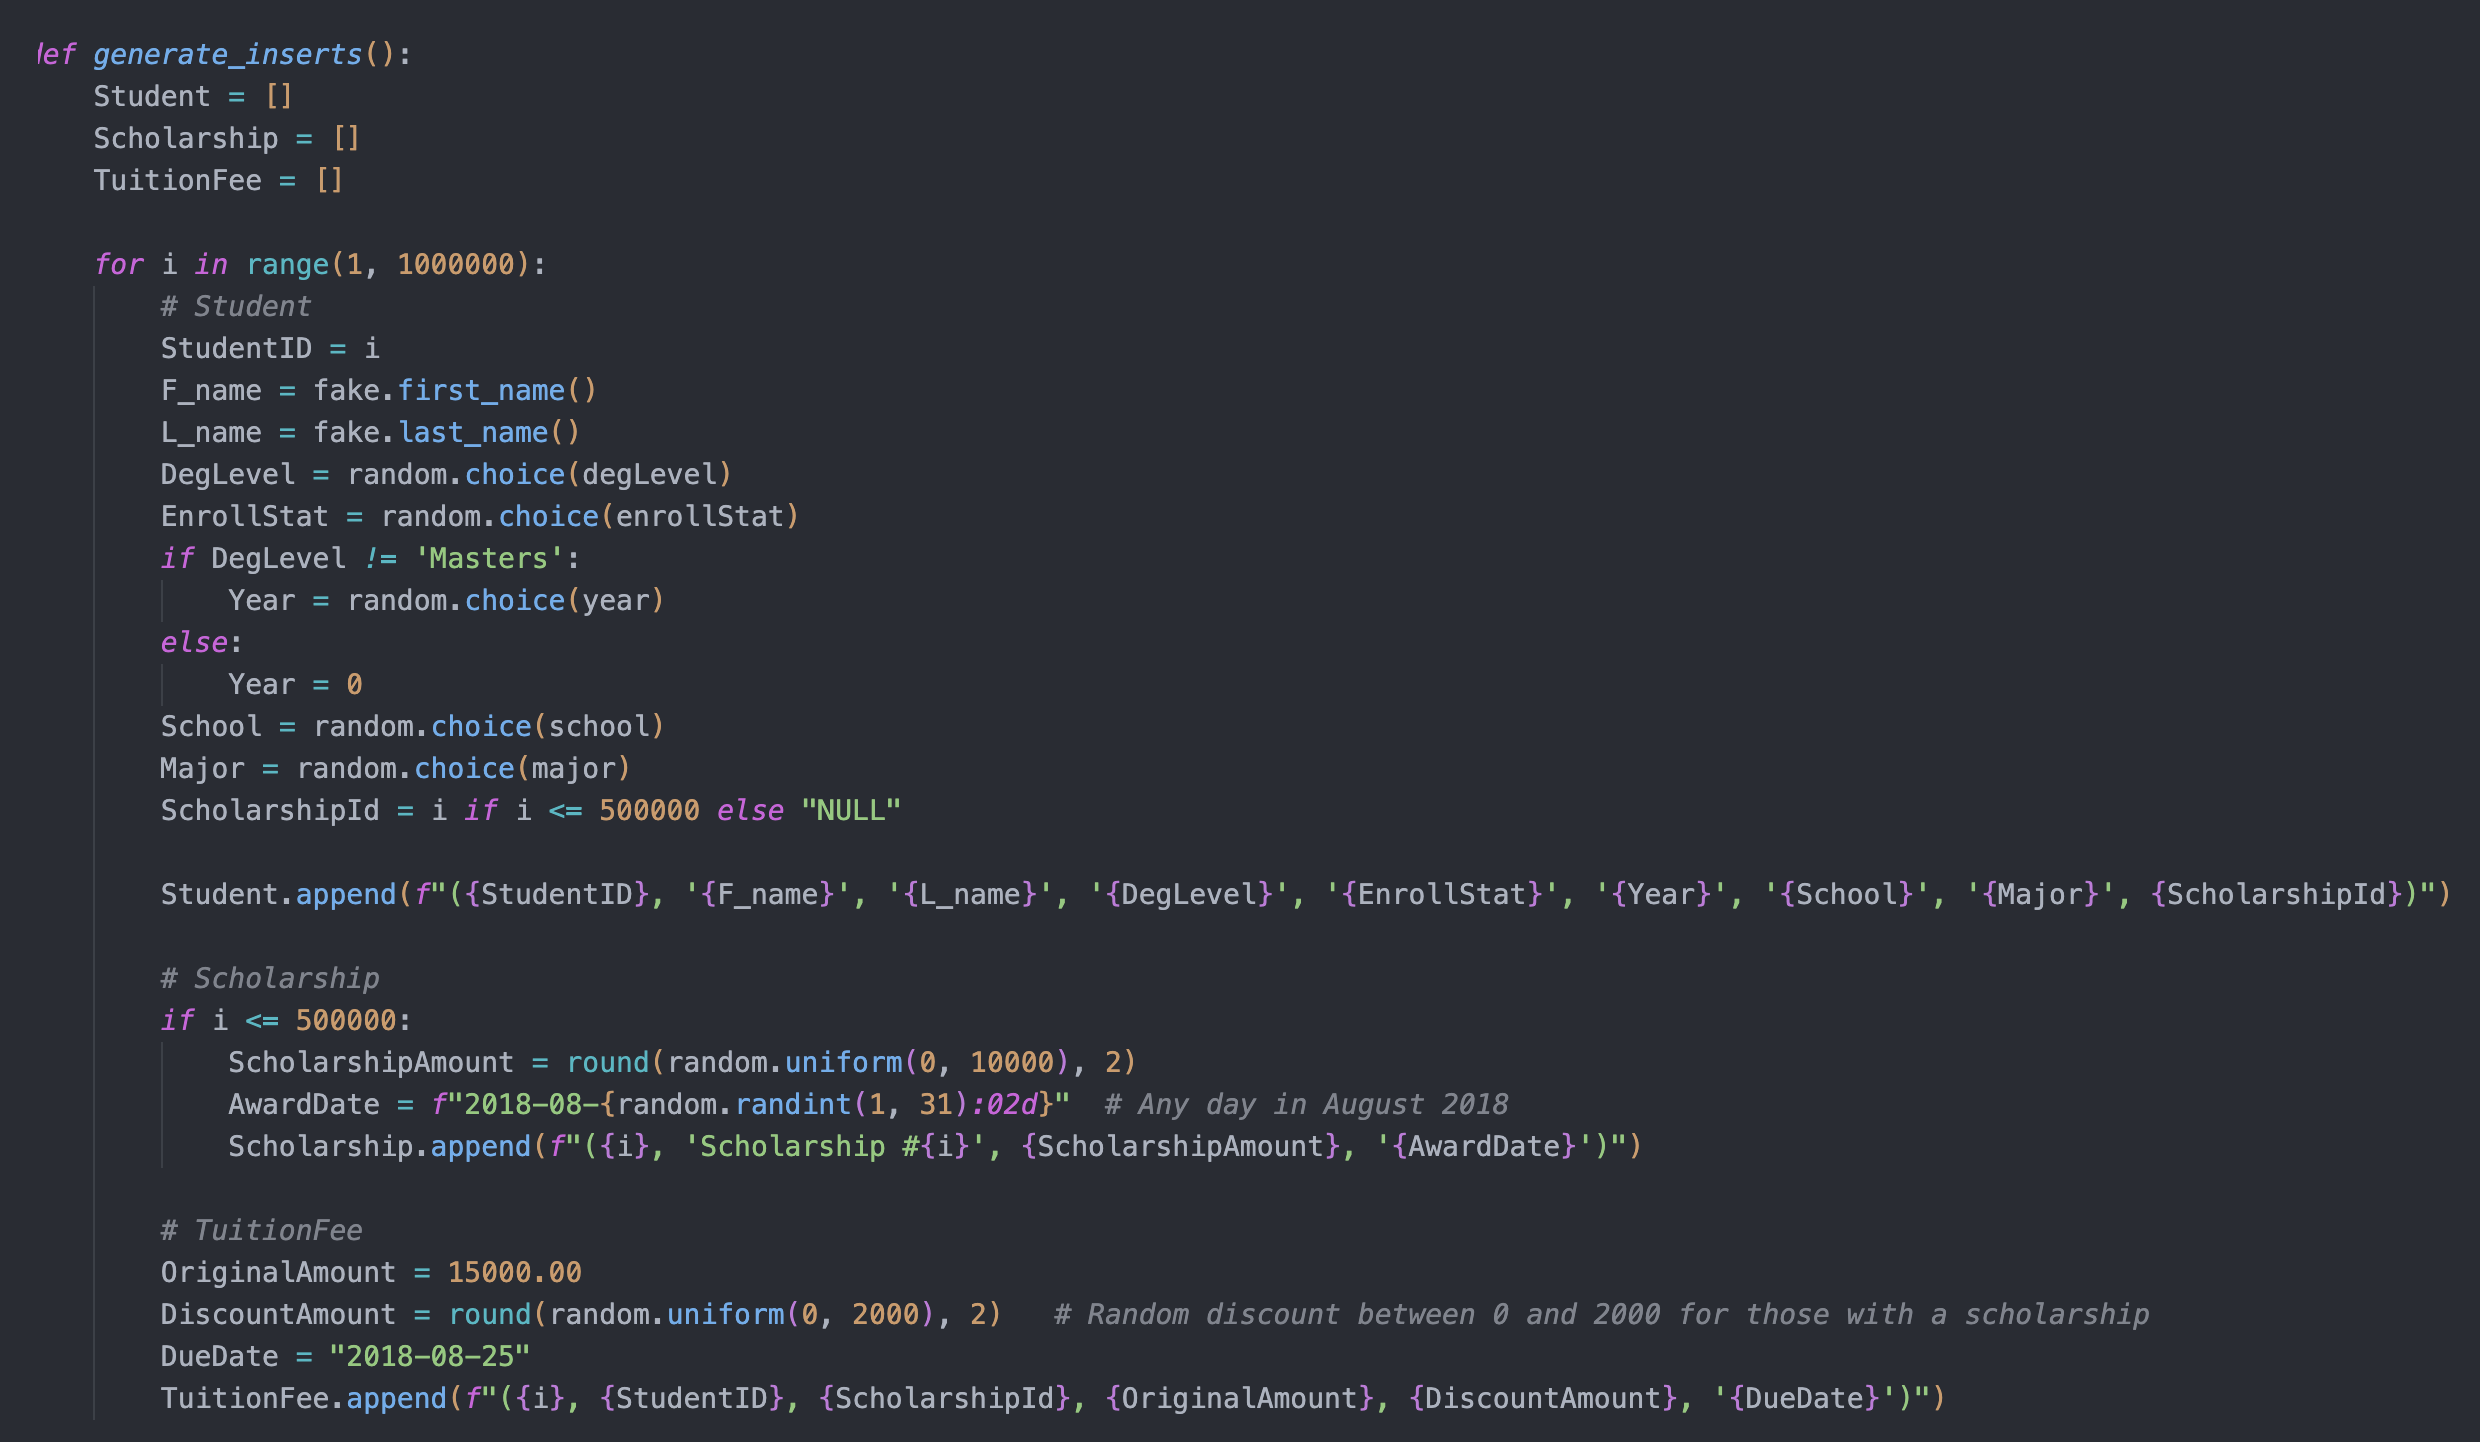 def generate_inserts():
    Student = []
    Scholarship = []
    TuitionFee = []

    for i in range(1, 1000000):
        # Student
        StudentID = i
        F_name = fake.first_name()
        L_name = fake.last_name()
        DegLevel = random.choice(degLevel)
        EnrollStat = random.choice(enrollStat)
        if DegLevel != 'Masters':
            Year = random.choice(year)
        else:
            Year = 0
        School = random.choice(school)
        Major = random.choice(major)
        ScholarshipId = i if i <= 500000 else "NULL"

        Student.append(f"({StudentID}, '{F_name}', '{L_name}', '{DegLevel}', '{EnrollStat}', '{Year}', '{School}', '{Major}', {ScholarshipId})")

        # Scholarship
        if i <= 500000:
            ScholarshipAmount = round(random.uniform(0, 10000), 2)
            AwardDate = f"2018-08-{random.randint(1, 31):02d}"  # Any day in August 2018
            Scholarship.append(f"({i}, 'Scholarship #{i}', {ScholarshipAmount}, '{AwardDate}')")

        # TuitionFee
        OriginalAmount = 15000.00
        DiscountAmount = round(random.uniform(0, 2000), 2)   # Random discount between 0 and 2000 for those with a scholarship
        DueDate = "2018-08-25"
        TuitionFee.append(f"({i}, {StudentID}, {ScholarshipId}, {OriginalAmount}, {DiscountAmount}, '{DueDate}')")